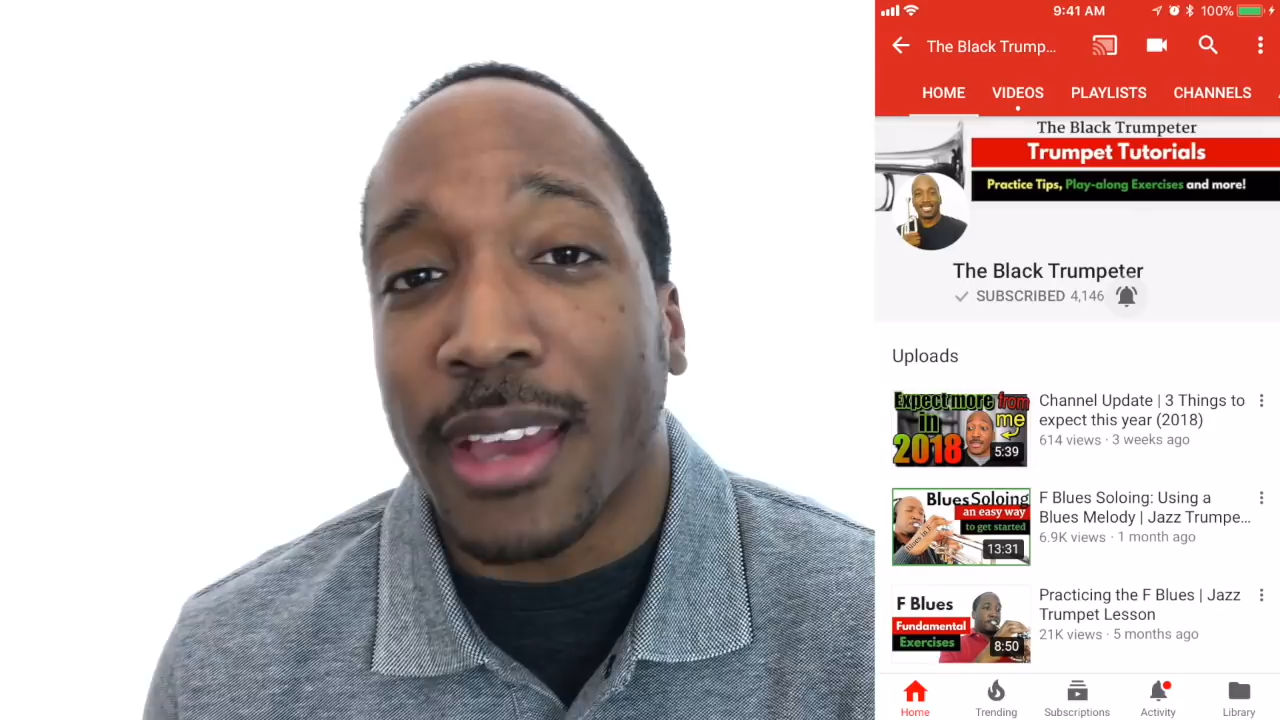 9:41 AM
100%
The Black Trump...
HOME VIDEOS PLAYLISTS CHANNELS
The Black Trumpeter
Trumpet Tutorials
Practice Tips, Play-along Exercises and more!
The Black Trumpeter
SUBSCRIBED 4,146
Uploads
Expect more from
me
in
2018
5:39
Channel Update | 3 Things to
expect this year (2018)
614 views · 3 weeks ago
Blues Soloing
an easy way
to get started
Blues in F
13:31
F Blues Soloing: Using a
Blues Melody | Jazz Trumpe...
6.9K views · 1 month ago
F Blues
Fundamental
Exercises
8:50
Practicing the F Blues | Jazz
Trumpet Lesson
21K views · 5 months ago
Home Trending Subscriptions Activity Library